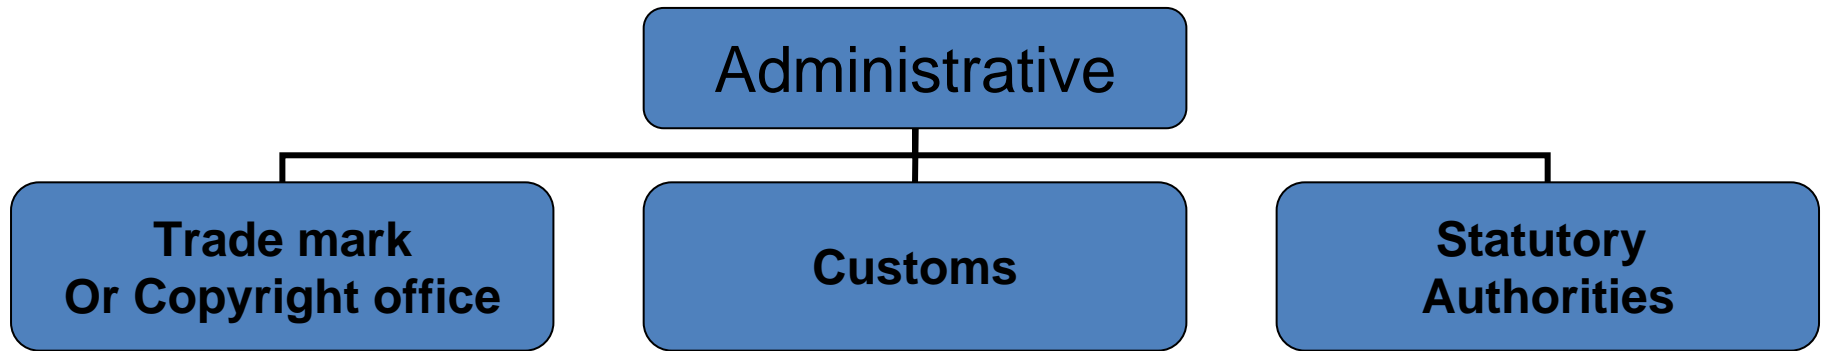 Administrative
Trade mark
Or Copyright office
Customs
Statutory
Authorities